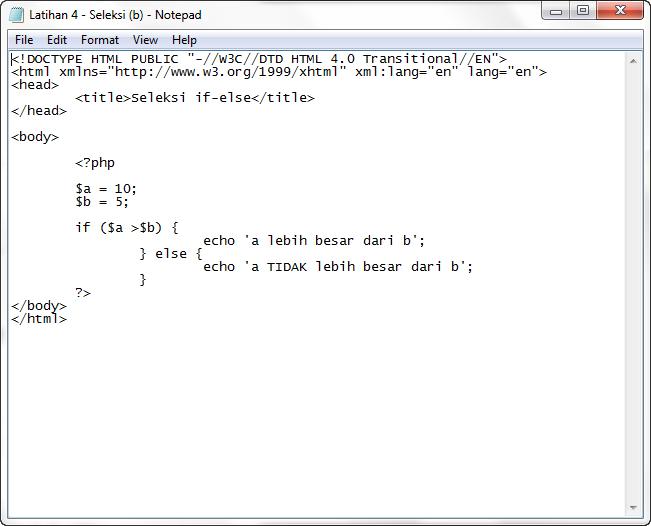 Latihan 4 - Seleksi (b) - Notepad
File Edit Format View Help
<!DOCTYPE HTML PUBLIC "-//W3C//DTD HTML 4.0 Transitional//EN">
<html xmlns="http://www.w3.org/1999/xhtml" xml:lang="en" lang="en">
<head>
<title>Seleksi if-else</title>
</head>
<body>
<?php
$a = 10;
$b = 5;
if ($a >$b) {
echo 'a lebih besar dari b';
} else {
echo 'a TIDAK lebih besar dari b';
}
?>
</body>
</html>